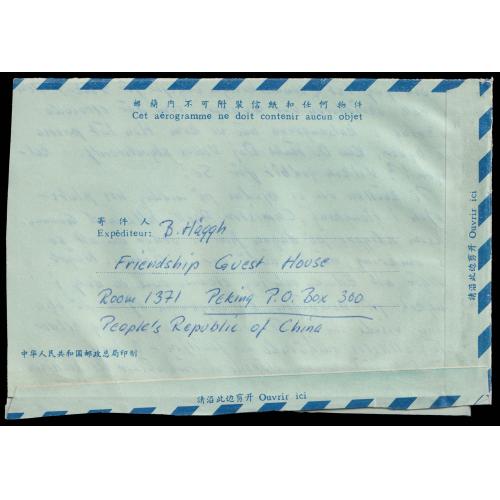 邮简内不可附装信纸和任何物件
Cet aérogramme ne doit contenir aucun objet
寄件人
Expéditeur: B. Häggh
Friendship Guest House
Room 1371 Peking P.O. Box 300
People's Republic of China
中华人民共和国邮政总局印制
請沿此边剪开 Ouvrir ici
請沿此边剪开 Ouvrir ici